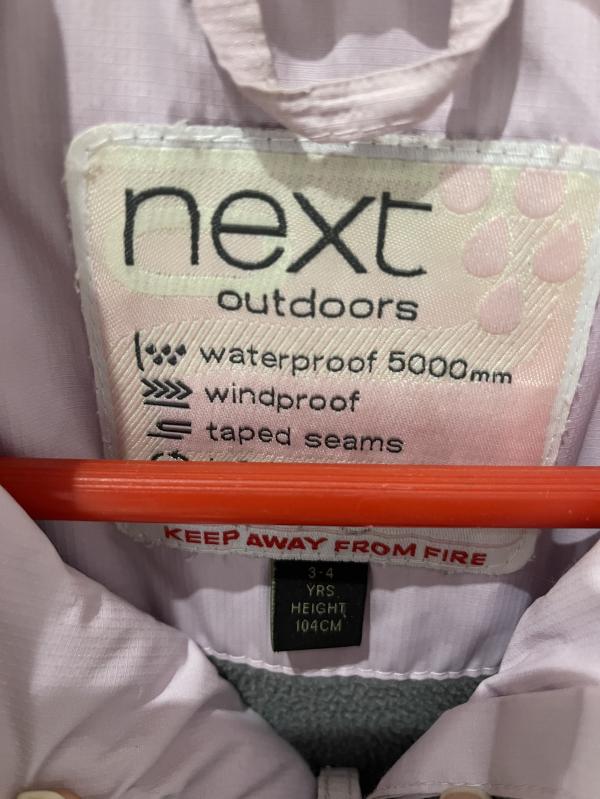 next
outdoors
waterproof 5000mm
windproof
taped seams
KEEP AWAY FROM FIRE
3-4
YRS
HEIGHT
104CM